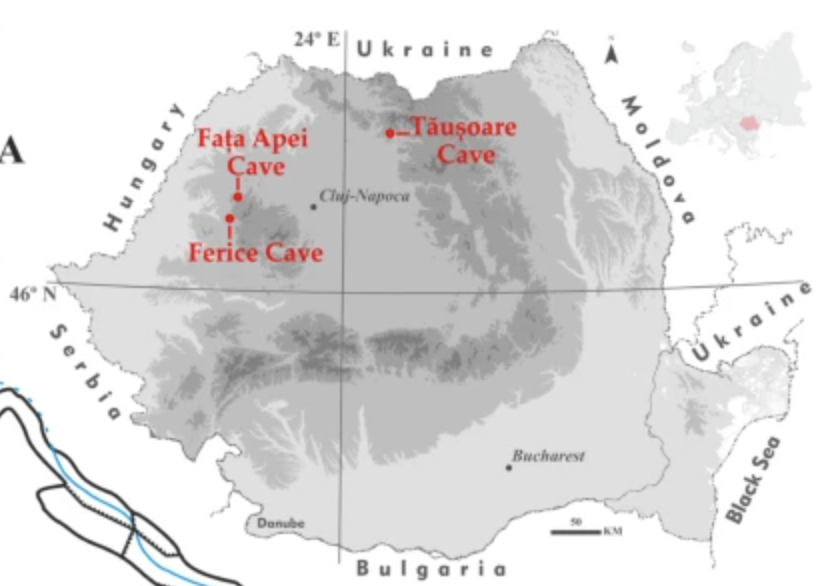 A
24° E
Ukraine
N
Hungary
Moldova
Fața Apei
Cave
Tăușoare
Cave
Cluj-Napoca
Ferice Cave
46° N
Serbia
Ukraine
Bucharest
Black Sea
Danube
50
KM
Bulgaria